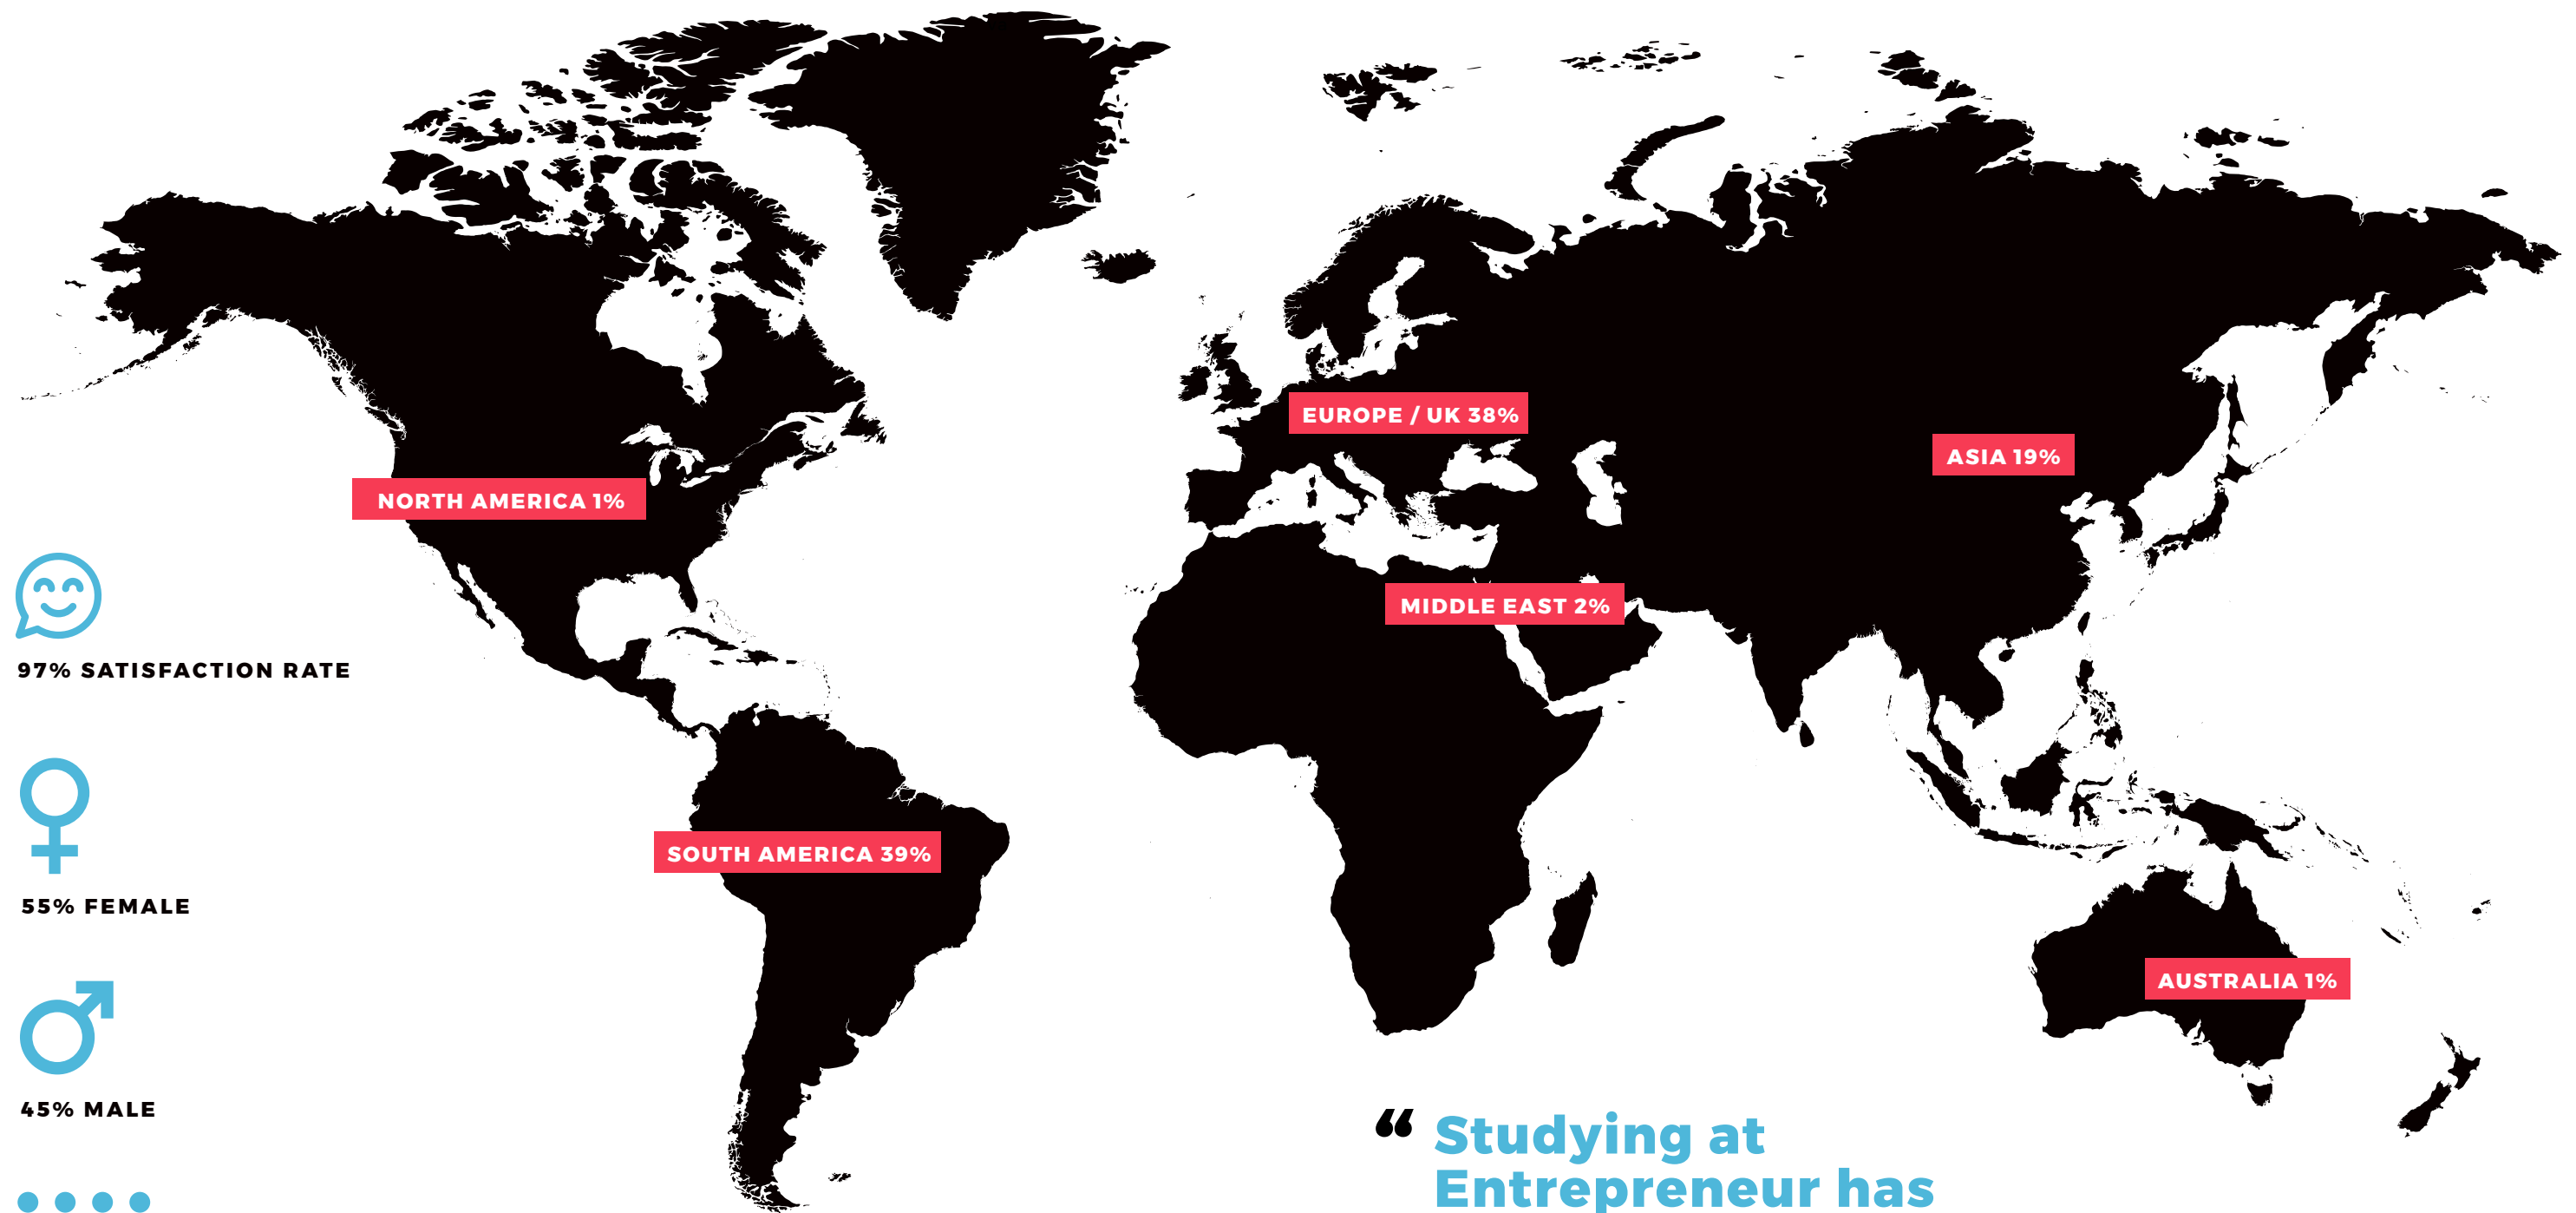 EUROPE / UK 38%
ASIA 19%
NORTH AMERICA 1%
MIDDLE EAST 2%
97% SATISFACTION RATE
SOUTH AMERICA 39%
55% FEMALE
AUSTRALIA 1%
45% MALE
“ Studying at
Entrepreneur has